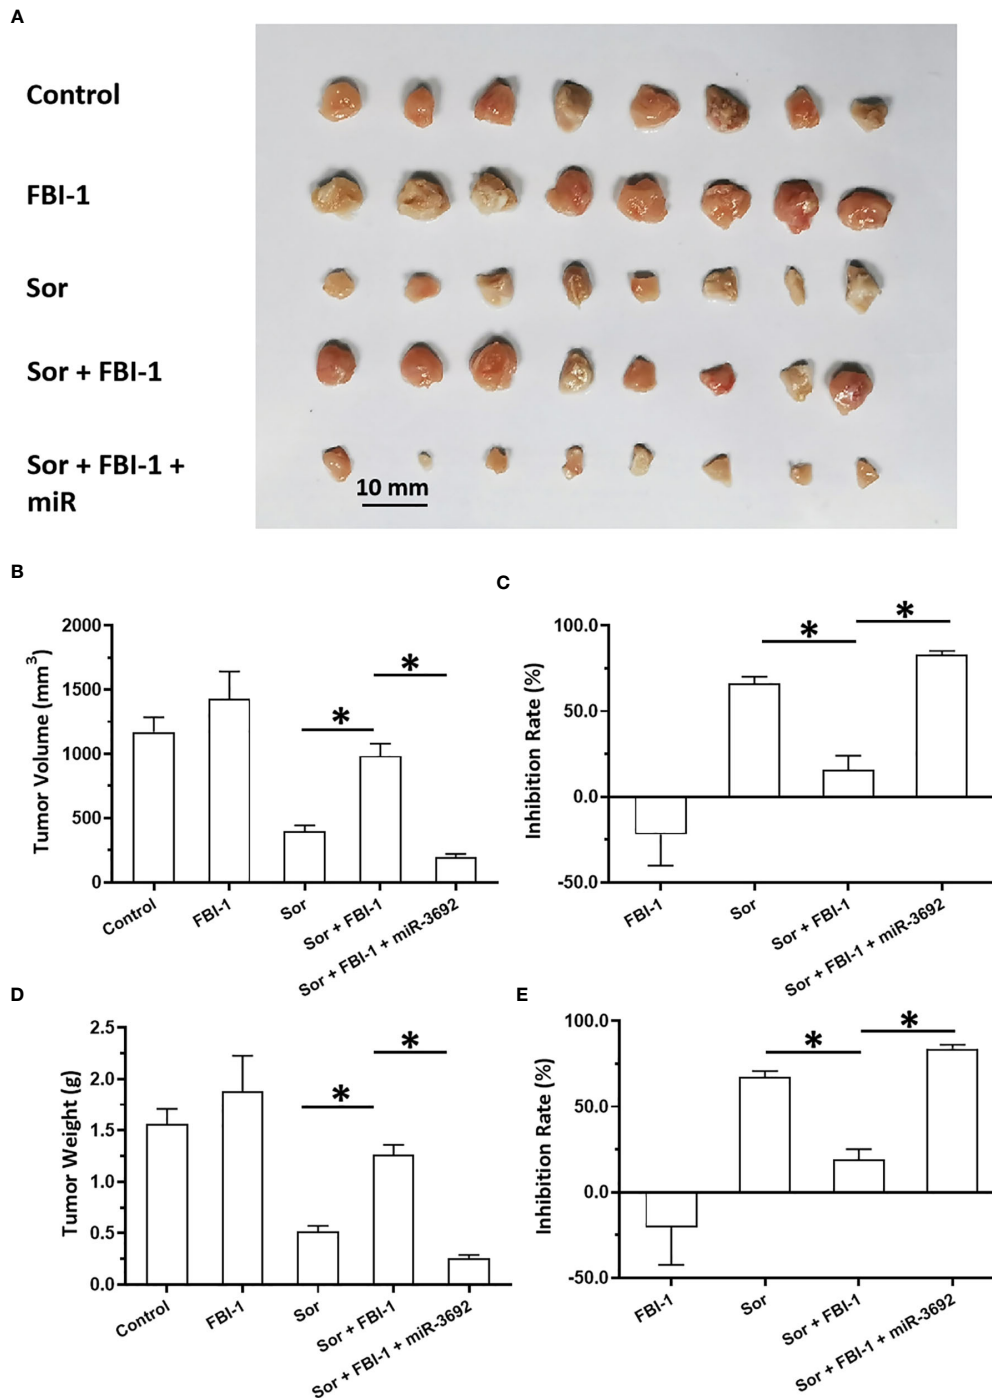 A
Control
FBI-1
Sor
Sor + FBI-1
Sor + FBI-1 +
miR
10 mm
B
Tumor Volume (mm3)
2000
1500
1000
500
0
*
*
Control
FBI-1
Sor
Sor + FBI-1
Sor + FBI-1 + miR-3692
C
Inhibition Rate (%)
100.0
50.0
0.0
-50.0
*
*
FBI-1
Sor
Sor + FBI-1
Sor + FBI-1 + miR-3692
D
Tumor Weight (g)
2.5
2.0
1.5
1.0
0.5
0.0
*
*
Control
FBI-1
Sor
Sor + FBI-1
Sor + FBI-1 + miR-3692
E
Inhibition Rate (%)
100.0
50.0
0.0
-50.0
*
*
FBI-1
Sor
Sor + FBI-1
Sor + FBI-1 + miR-3692